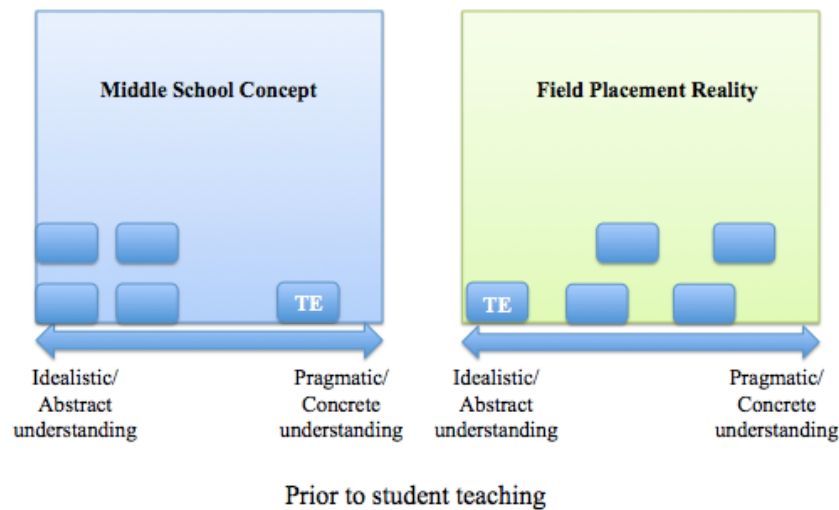 Middle School Concept
Field Placement Reality
TE
TE
Idealistic/
Abstract
understanding
Pragmatic/
Concrete
understanding
Idealistic/
Abstract
understanding
Pragmatic/
Concrete
understanding
Prior to student teaching